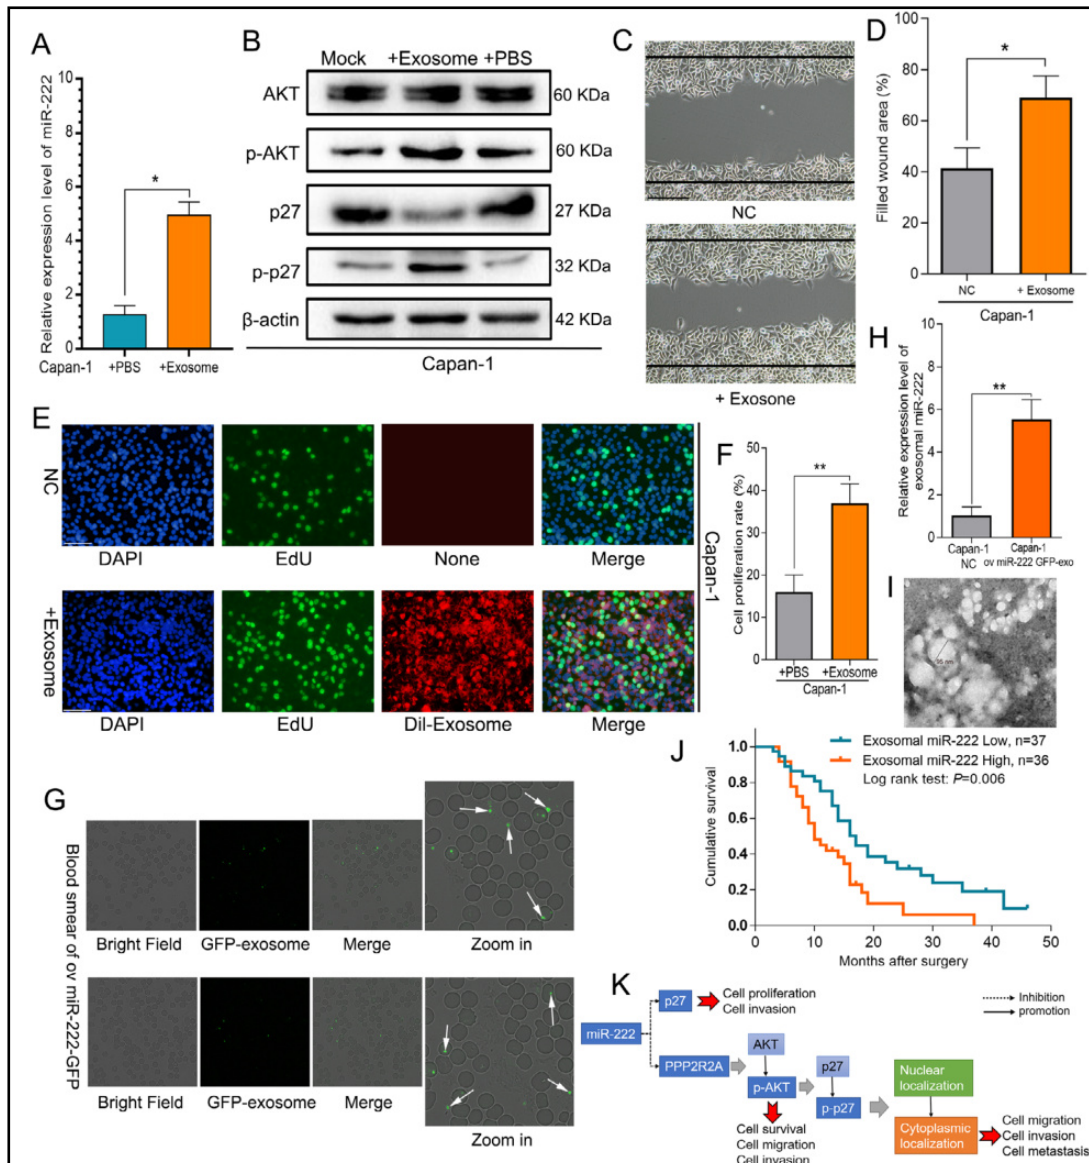 A
Relative expression level of miR-222
10
8
6
4
2
0
*
Capan-1 +PBS +Exosome
B
Mock +Exosome +PBS
AKT 60 KDa
p-AKT 60 KDa
p27 27 KDa
p-p27 32 KDa
β-actin 42 KDa
Capan-1
C
NC
+ Exosone
D
Filled wound area (%)
100
80
60
40
20
0
*
NC + Exosome
Capan-1
E
NC
DAPI EdU None Merge
+Exosome
DAPI EdU Dil-Exosome Merge
Capan-1
F
Cell proliferation rate (%)
60
50
40
30
20
10
0
**
+PBS +Exosome
Capan-1
H
Relative expression level of
exosomal miR-222
10
8
6
4
2
0
**
Capan-1 Capan-1
NC ov miR-222 GFP-exo
I
G
Blood smear of ov miR-222-GFP
Bright Field GFP-exosome Merge Zoom in
Bright Field GFP-exosome Merge Zoom in
J
Exosomal miR-222 Low, n=37
Exosomal miR-222 High, n=36
Log rank test: P=0.006
Cumulative survival
1.0
0.8
0.6
0.4
0.2
0.0
0 10 20 30 40 50
Months after surgery
K
miR-222
p27
Cell proliferation
Cell invasion
Inhibition
promotion
PPP2R2A
AKT
p-AKT
Cell survival
Cell migration
Cell invasion
p27
p-p27
Nuclear
localization
Cytoplasmic
localization
Cell migration
Cell invasion
Cell metastasis